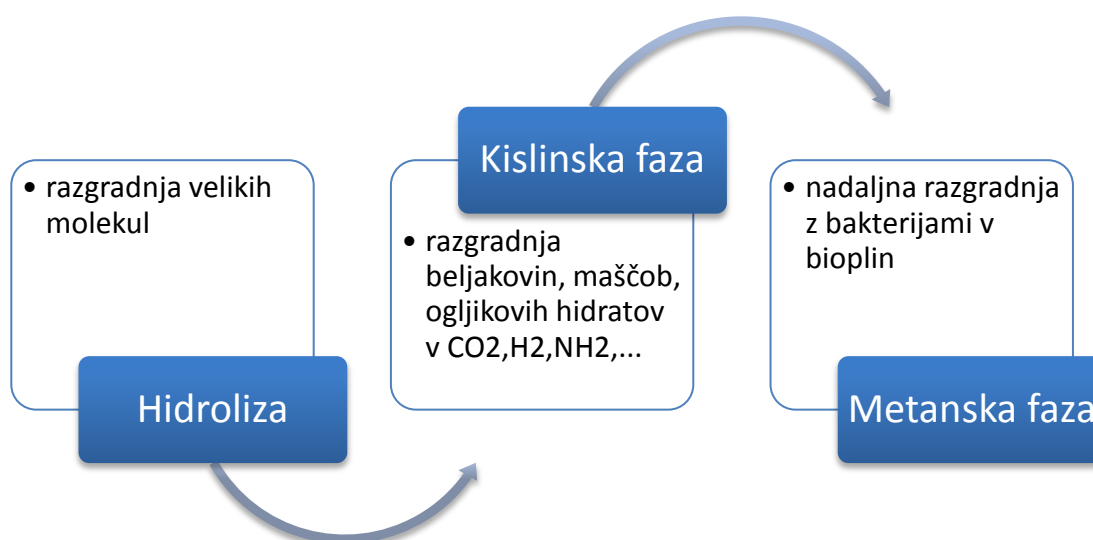 • razgradnja velikih
molekul
Hidroliza
Kislinska faza
• razgradnja
beljakovin, maščob,
ogljikovih hidratov
v CO2,H2,NH2,...
• nadaljna razgradnja
z bakterijami v
bioplin
Metanska faza